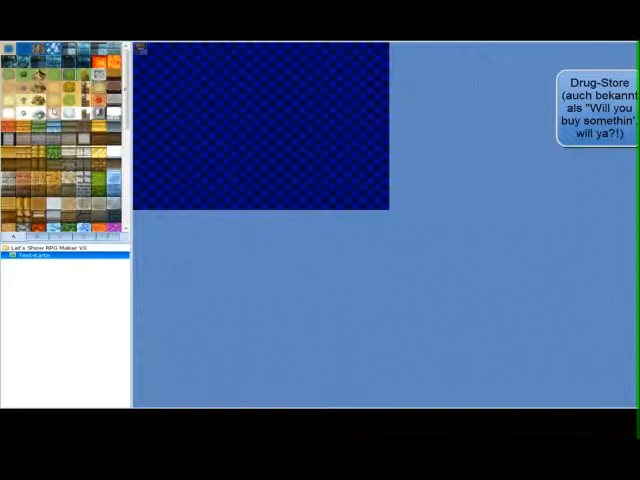 Drug-Store
(auch bekannt
als "Will you
buy somethin',
will ya?!)
Let's Show RPG Maker VX
Test-Karte
A